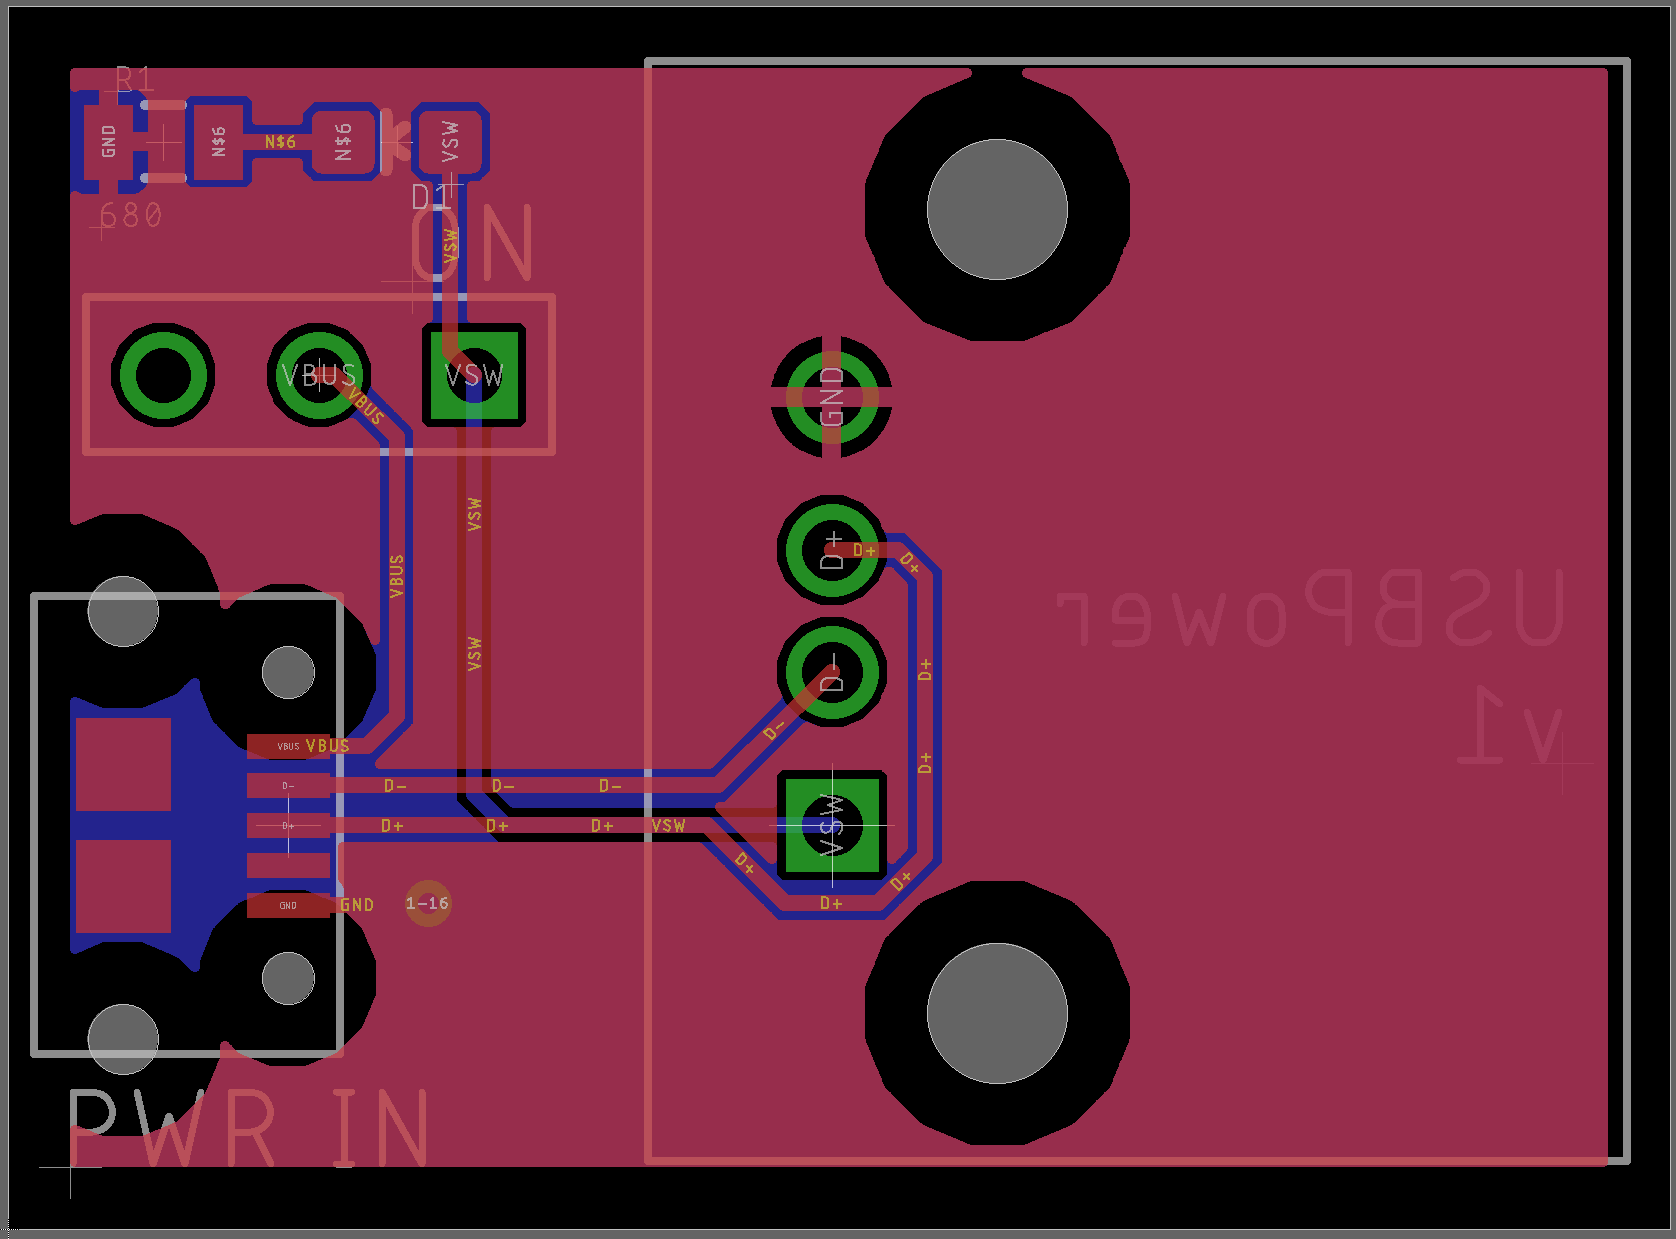 R1
GND
N$6
N$6
N$6
VSW
680
D1
ON
VSW
VBUS
VSW
VBUS
GND
VSW
D+
D+
D+
VBUS
USBPower
VSW
D-
D+
v1
D-
VBUS
VBUS
D-
D-
D-
D-
D+
D+
D+
D+
D+
VSW
VSW
D+
D+
GND
GND
1-16
D+
PWR IN